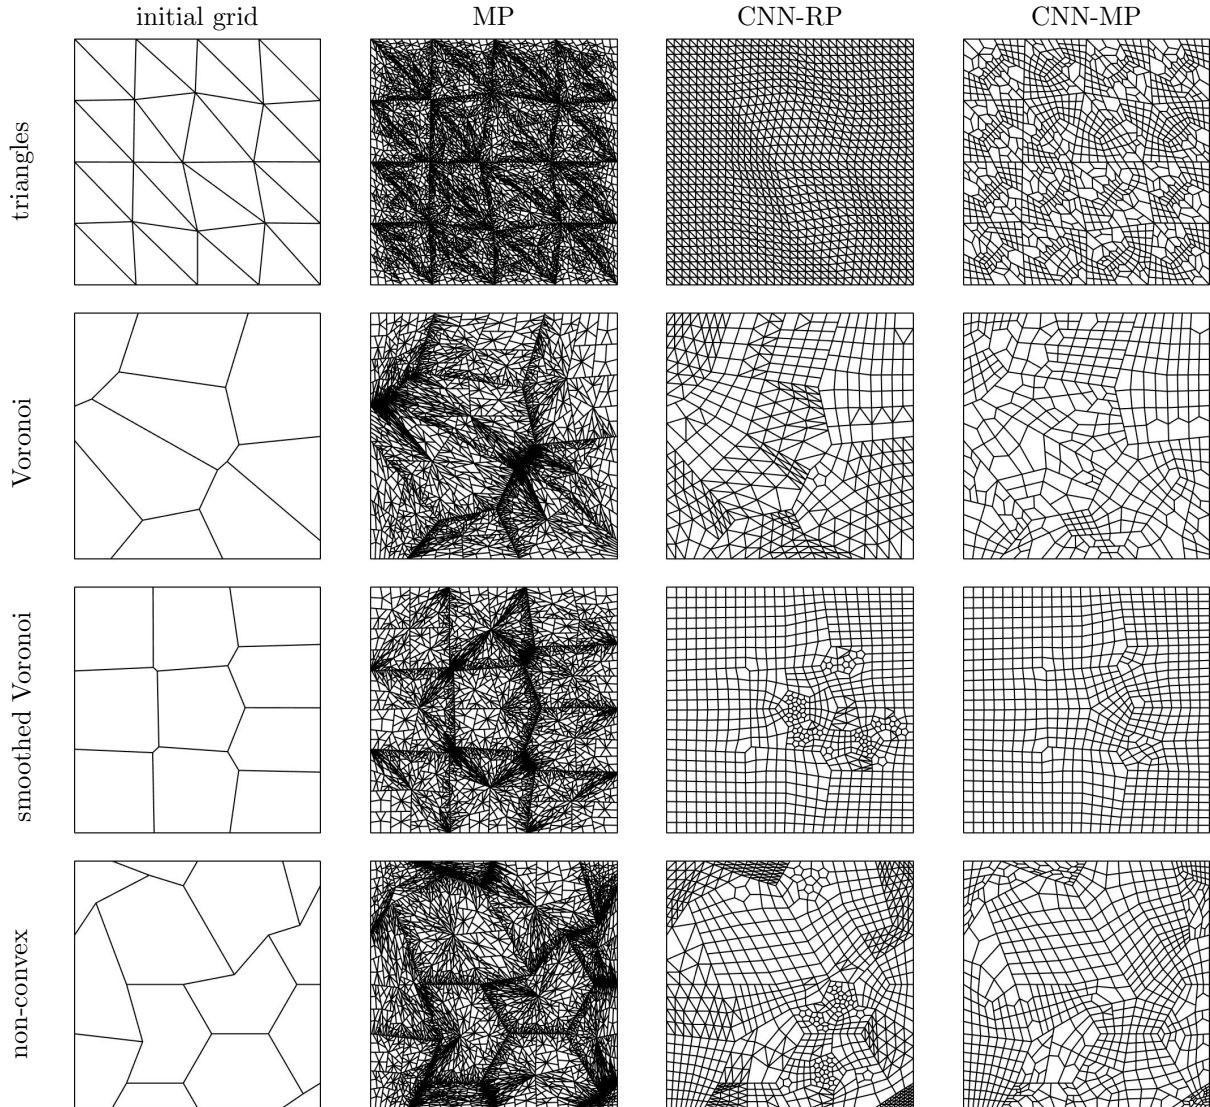 initial grid
MP
CNN-RP
CNN-MP
triangles
Voronoi
smoothed Voronoi
non-convex